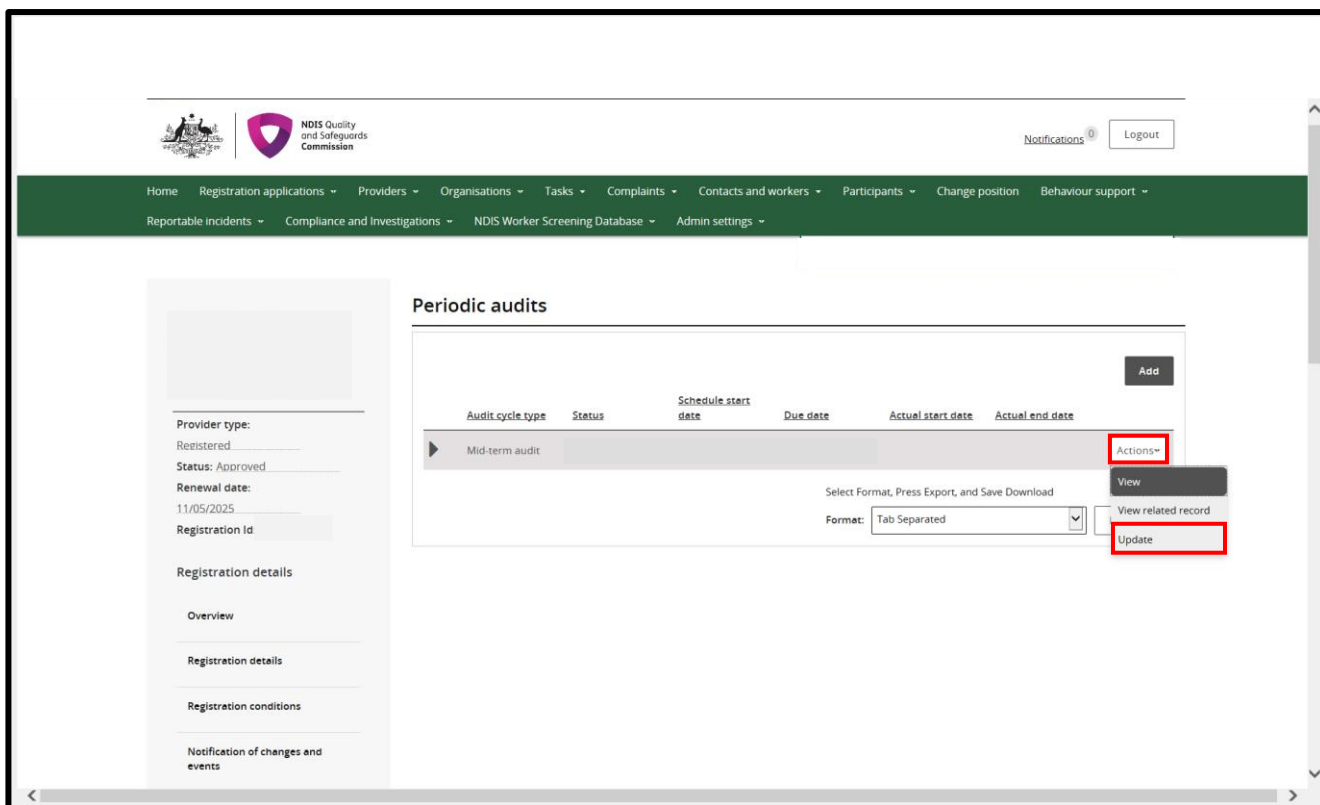 NDIS Quality
and Safeguards
Commission
Notifications 0
Logout
Home Registration applications Providers Organisations Tasks Complaints Contacts and workers Participants Change position Behaviour support
Reportable incidents Compliance and Investigations NDIS Worker Screening Database Admin settings
Periodic audits
Add
Audit cycle type Status Schedule start date Due date Actual start date Actual end date
Mid-term audit Actions
View
View related record
Update
Select Format, Press Export, and Save Download
Format: Tab Separated
Provider type:
Registered
Status: Approved
Renewal date:
11/05/2025
Registration Id
Registration details
Overview
Registration details
Registration conditions
Notification of changes and
events